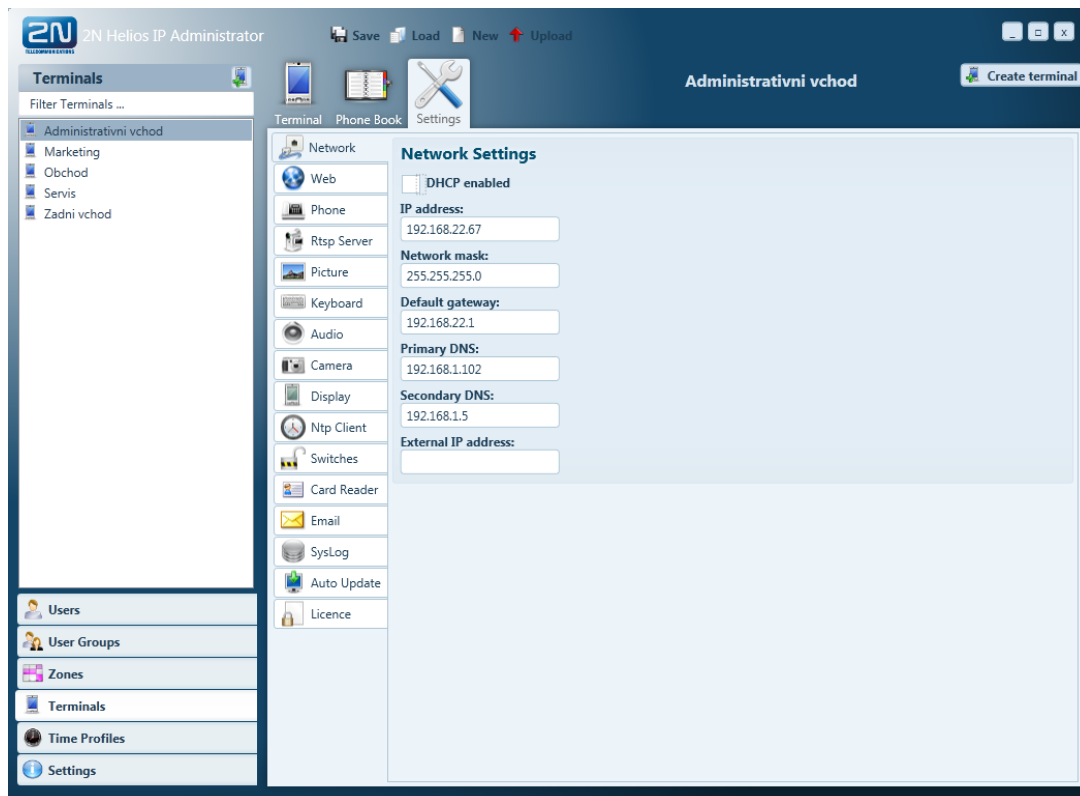 2N
TELECOMMUNICATIONS
2N Helios IP Administrator
Save Load New Upload
_ □ x
Terminals
Filter Terminals ...
Administrativni vchod
Marketing
Obchod
Servis
Zadni vchod
Users
User Groups
Zones
Terminals
Time Profiles
Settings
Terminal Phone Book Settings
Administrativni vchod
Create terminal
Network
Web
Phone
Rtsp Server
Picture
Keyboard
Audio
Camera
Display
Ntp Client
Switches
Card Reader
Email
SysLog
Auto Update
Licence
Network Settings
DHCP enabled
IP address:
192.168.22.67
Network mask:
255.255.255.0
Default gateway:
192.168.22.1
Primary DNS:
192.168.1.102
Secondary DNS:
192.168.1.5
External IP address: